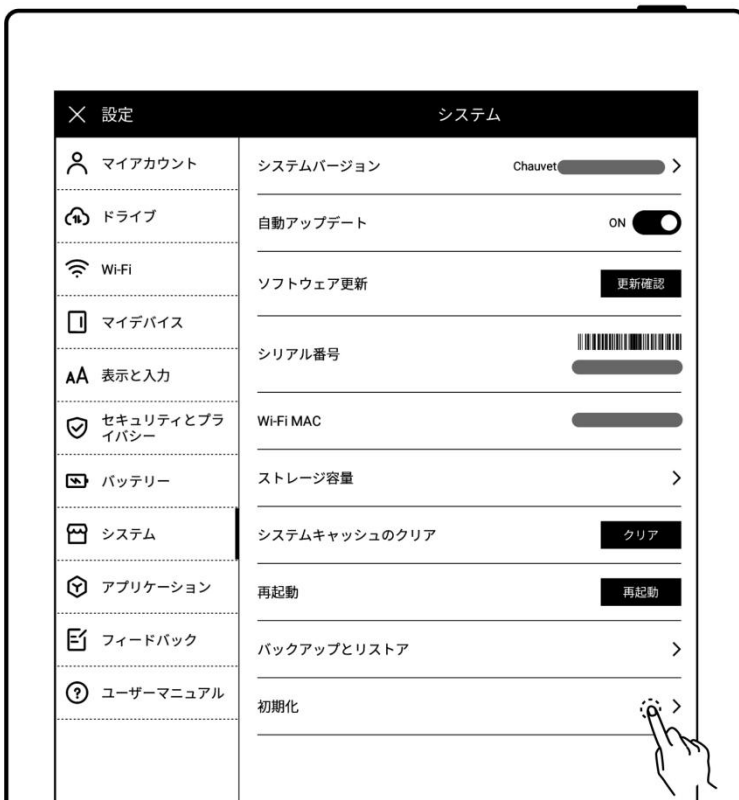 設定
システム
マイアカウント
ドライブ
Wi-Fi
マイデバイス
表示と入力
セキュリティとプラ
イバシー
バッテリー
システム
アプリケーション
フィードバック
ユーザーマニュアル
システムバージョン Chauvet
自動アップデート ON
ソフトウェア更新 更新確認
シリアル番号
Wi-Fi MAC
ストレージ容量
システムキャッシュのクリア クリア
再起動 再起動
バックアップとリストア
初期化